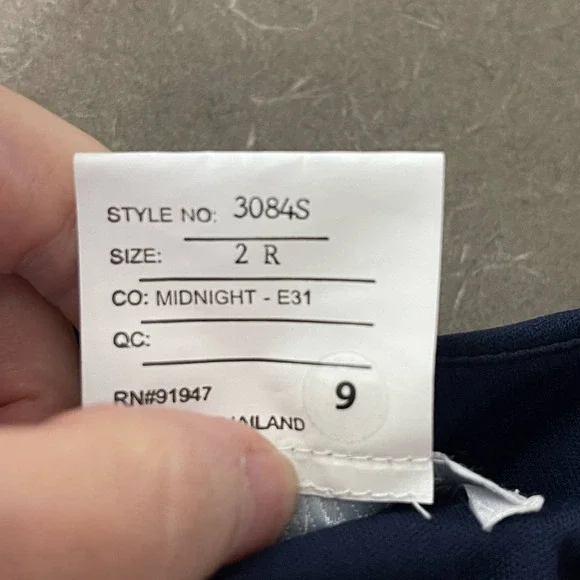 STYLE NO: 3084S
SIZE: 2 R
CO: MIDNIGHT - E31
QC:
RN#91947
9